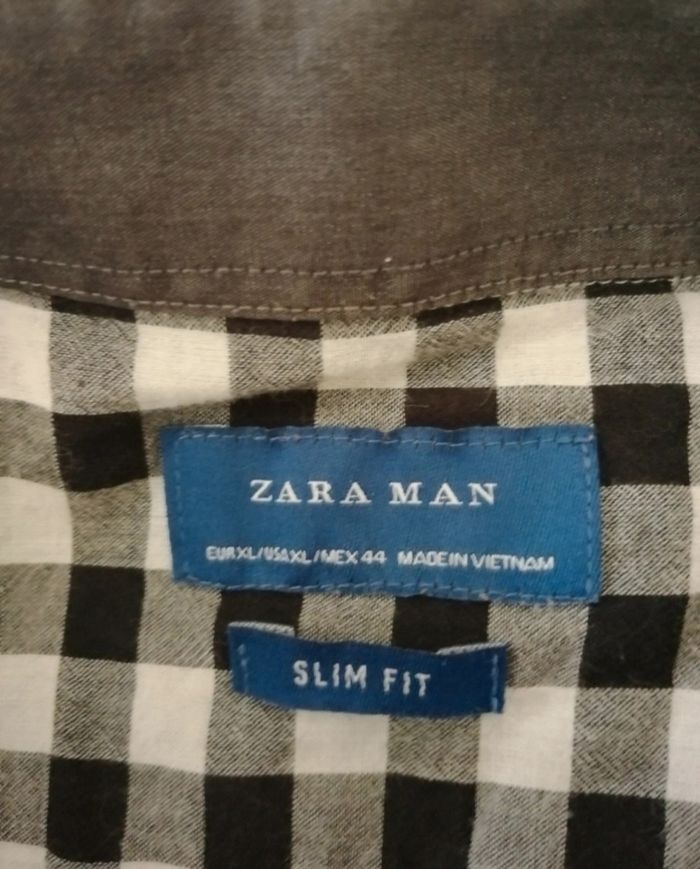 ZARA MAN
EUR XL/USA XL/MEX 44 MADE IN VIETNAM
SLIM FIT